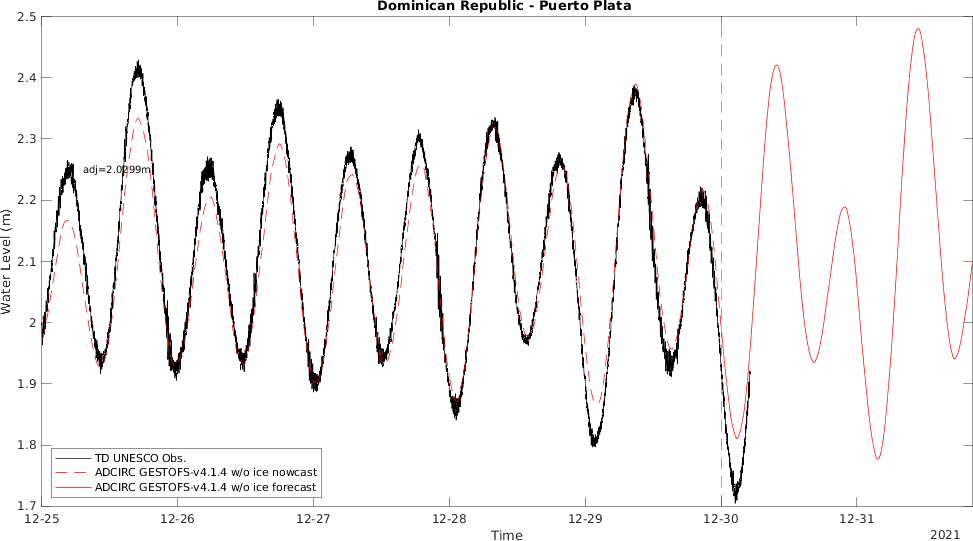 Dominican Republic - Puerto Plata
2.5
2.4
2.3
2.2
2.1
2
1.9
1.8
1.7
Water Level (m)
adj=2.0299m
TD UNESCO Obs.
ADCIRC GESTOFS-v4.1.4 w/o ice nowcast
ADCIRC GESTOFS-v4.1.4 w/o ice forecast
12-25 12-26 12-27 12-28 12-29 12-30 12-31
Time
2021